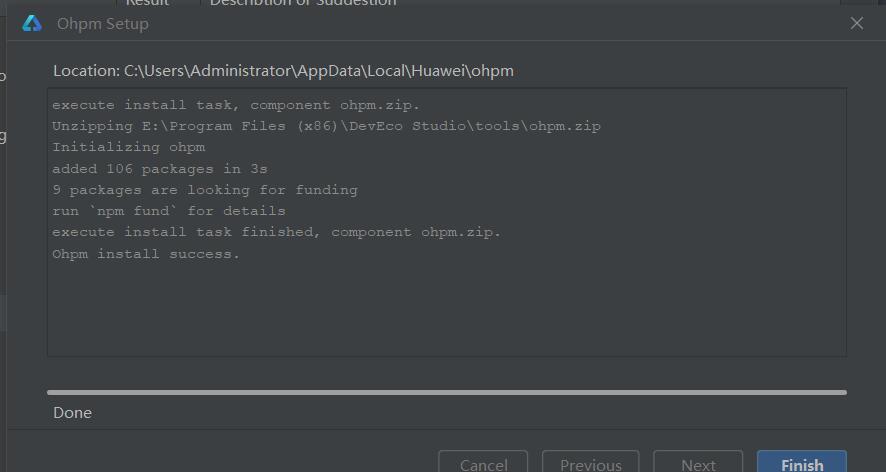 Result Description or Suggestion
Ohpm Setup
Location: C:\Users\Administrator\AppData\Local\Huawei\ohpm
execute install task, component ohpm.zip.
Unzipping E:\Program Files (x86)\DevEco Studio\tools\ohpm.zip
Initializing ohpm
added 106 packages in 3s
9 packages are looking for funding
run `npm fund` for details
execute install task finished, component ohpm.zip.
Ohpm install success.
Done
Cancel Previous Next Finish